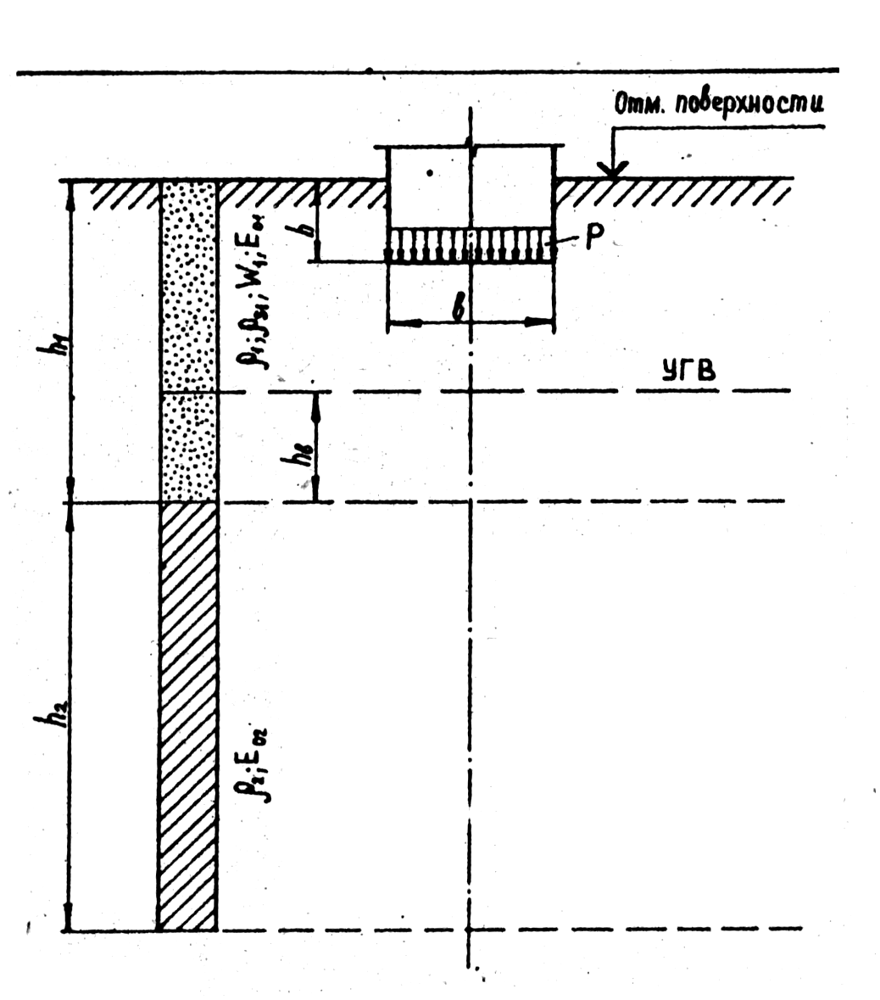 Отм. поверхности
P
h
в
ρ₁; ρs₁; W₁; E₀₁
h₁
УГВ
hв
h₂
ρ₂; E₀₂